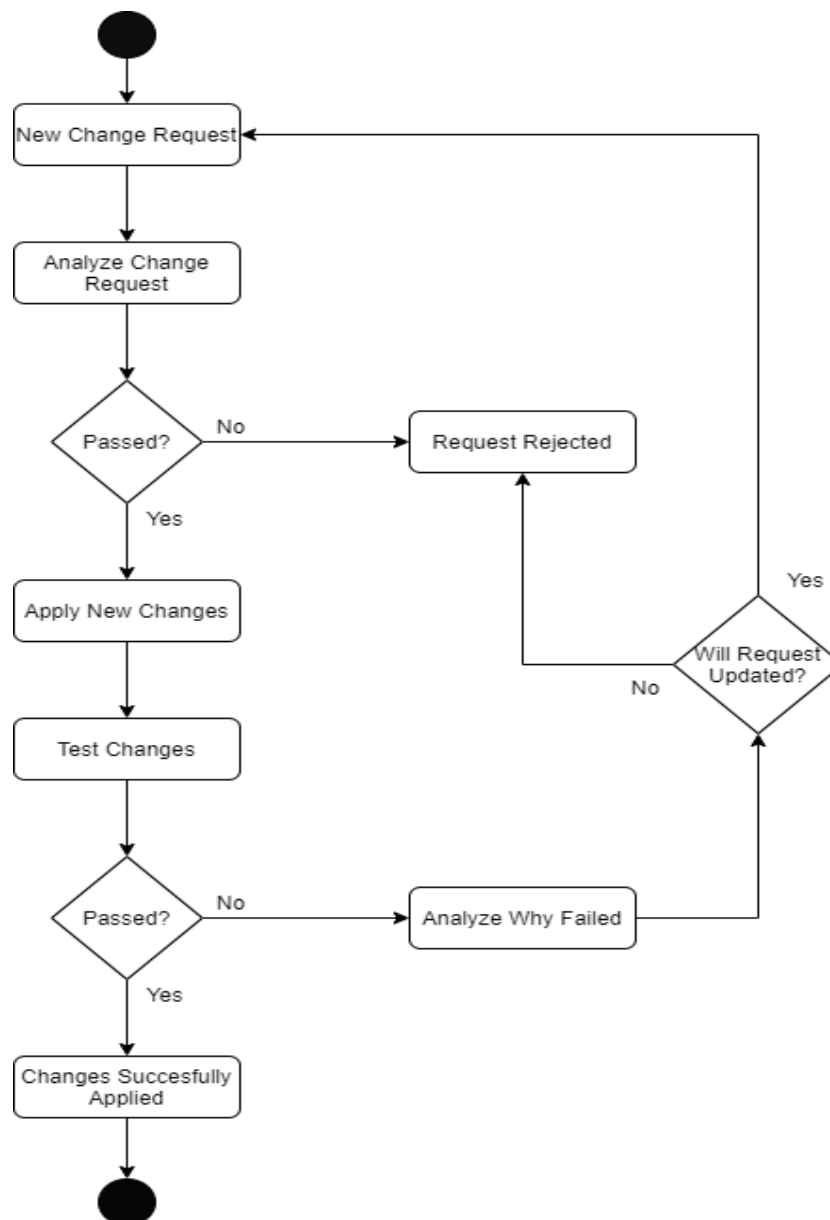 New Change Request
Analyze Change
Request
Passed?
No
Request Rejected
Yes
Apply New Changes
Yes
Will Request
Updated?
No
Test Changes
Passed?
No
Analyze Why Failed
Yes
Changes Succesfully
Applied